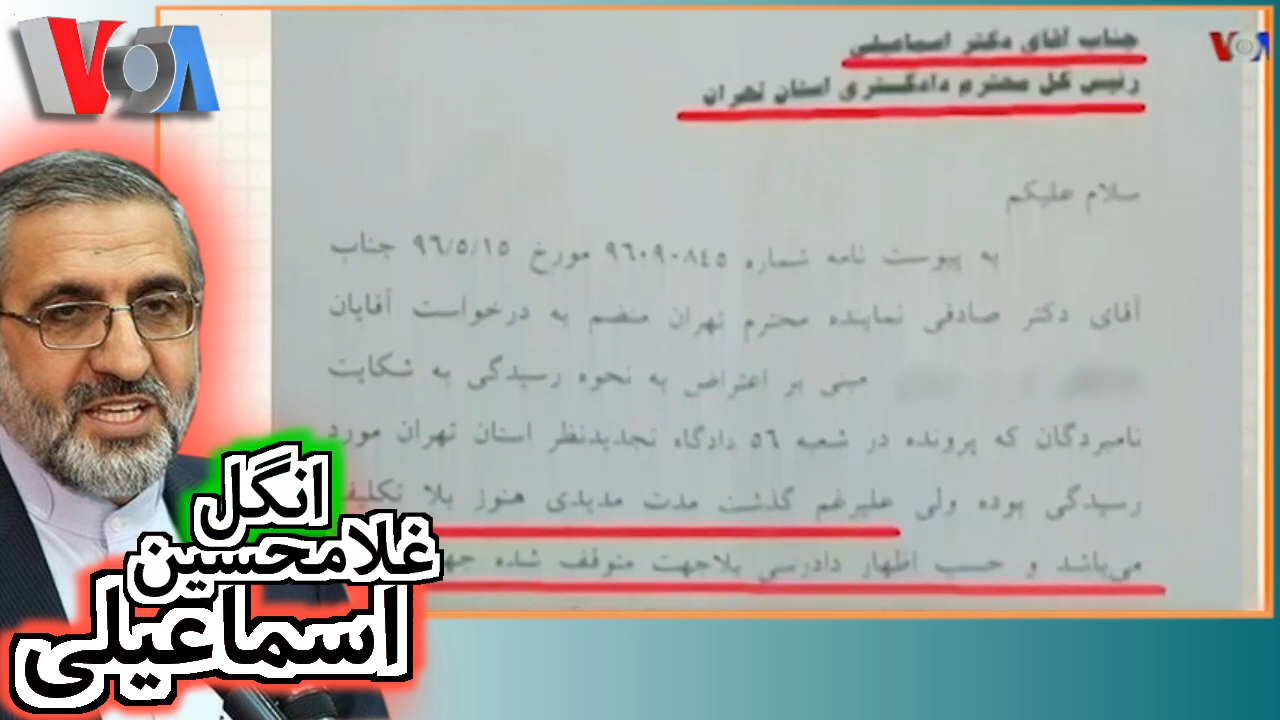 VOA
جناب آقای دکتر اسماعیلی
VOA
رئیس کل محترم دادگستری استان تهران
سلام علیکم
به پیوست نامه شماره ۹۶۰۹۰۸۴۵ مورخ ۹۶/۵/۱۵ جناب
آقای دکتر صادقی نماینده محترم تهران منضم به درخواست آقایان
مبنی بر اعتراض به نحوه رسیدگی به شکایت
نامبردگان که پرونده در شعبه ۵۶ دادگاه تجدیدنظر استان تهران مورد
رسیدگی بوده ولی علیرغم گذشت مدت مدیدی هنوز بلا تکلیف
می‌باشد و حسب اظهار دادرسی بلاجهت متوقف شده
انگل
غلامحسین
اسماعیلی